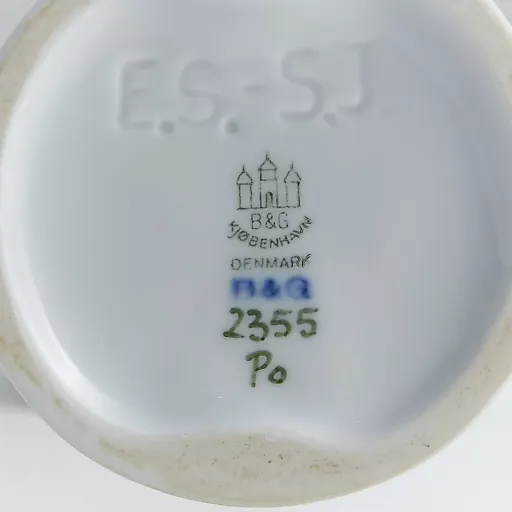 E.S.-S.J
B&G
KJØBENHAVN
DENMARK
B&G
2355
Po